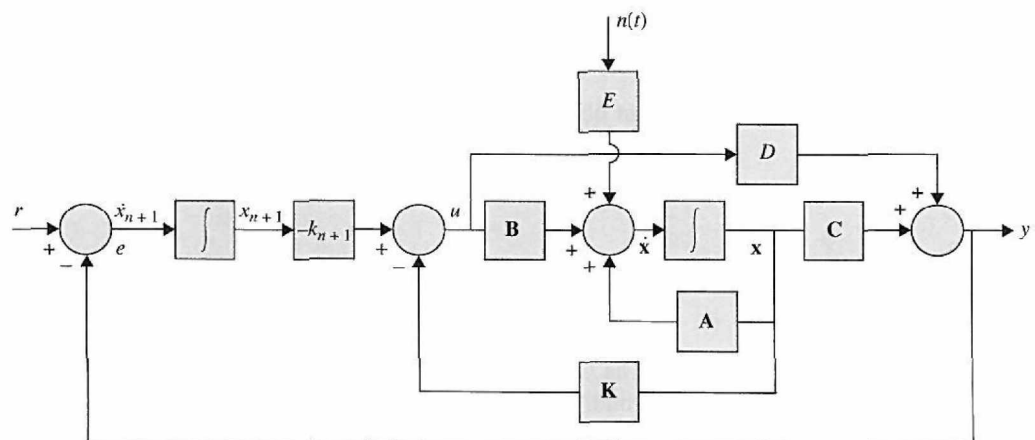 n(t)
E
D
+
+
r
ẋn + 1
∫
xn + 1
−kn + 1
u
B
ẋ
∫
x
C
+
y
+
e
+
+
−
−
+
A
K